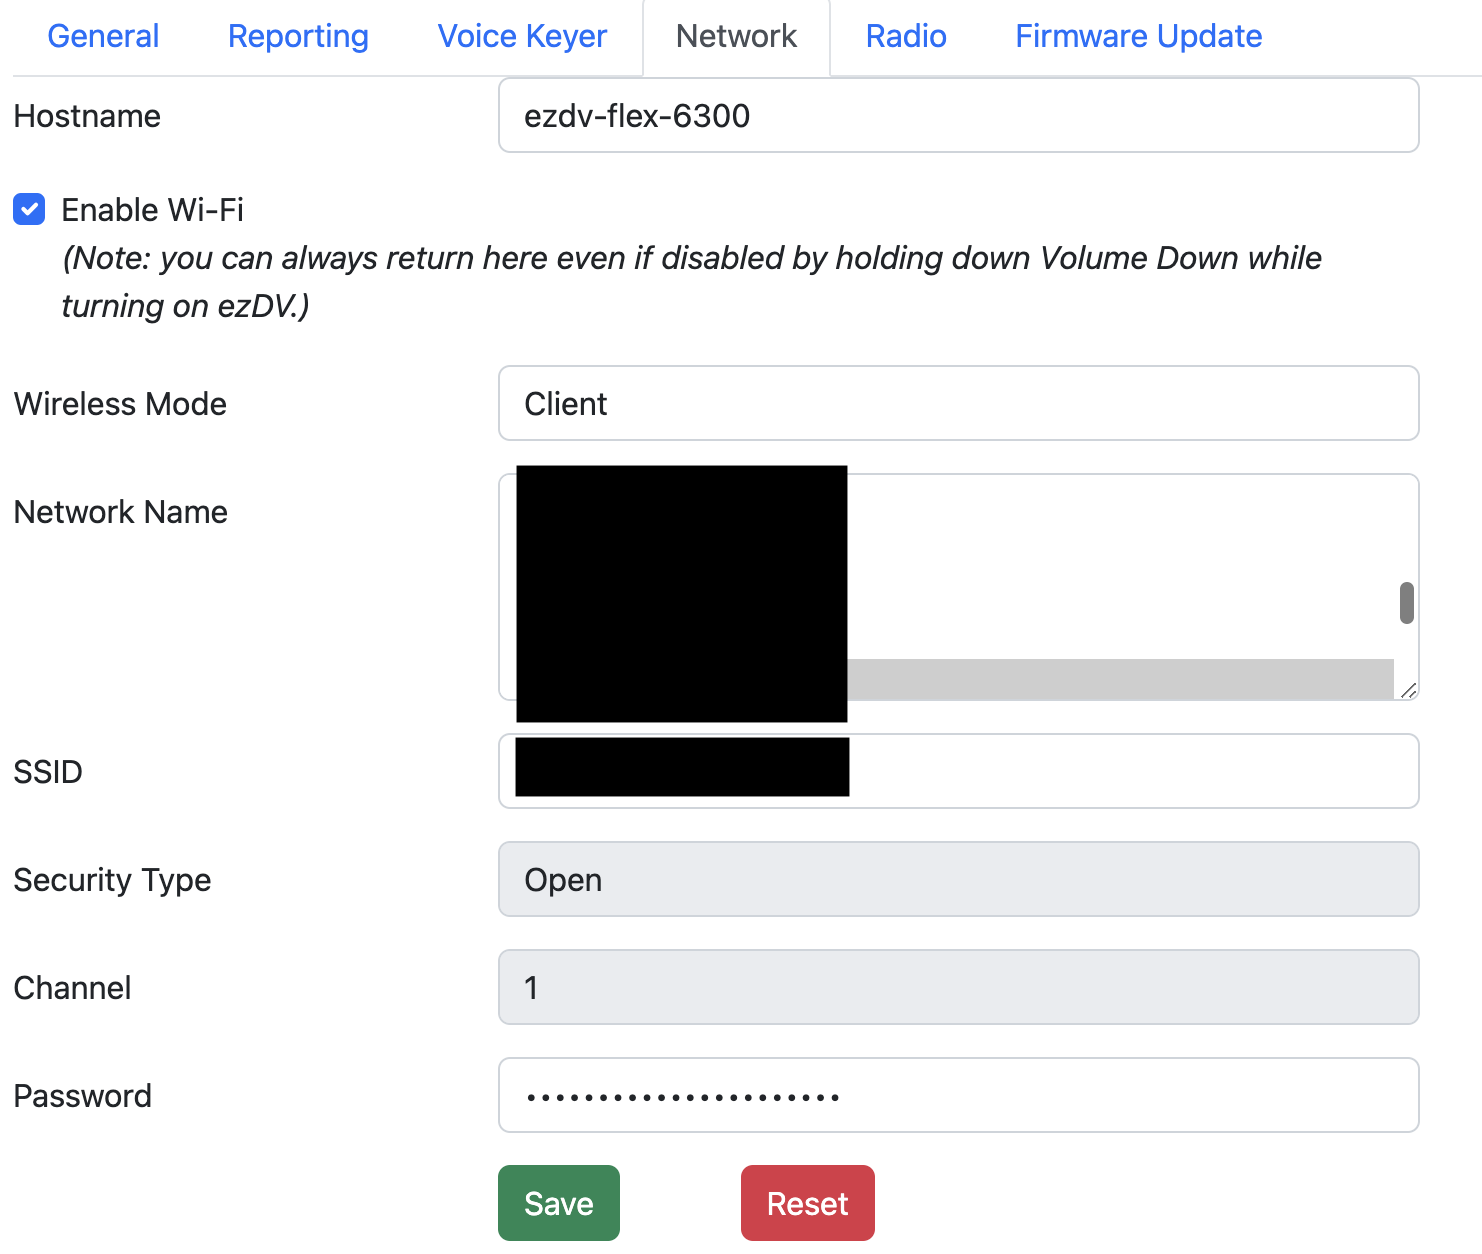 General Reporting Voice Keyer Network Radio Firmware Update
Hostname ezdv-flex-6300
Enable Wi-Fi
(Note: you can always return here even if disabled by holding down Volume Down while
turning on ezDV.)
Wireless Mode Client
Network Name
SSID
Security Type Open
Channel 1
Password ••••••••••••••••••••••
Save Reset